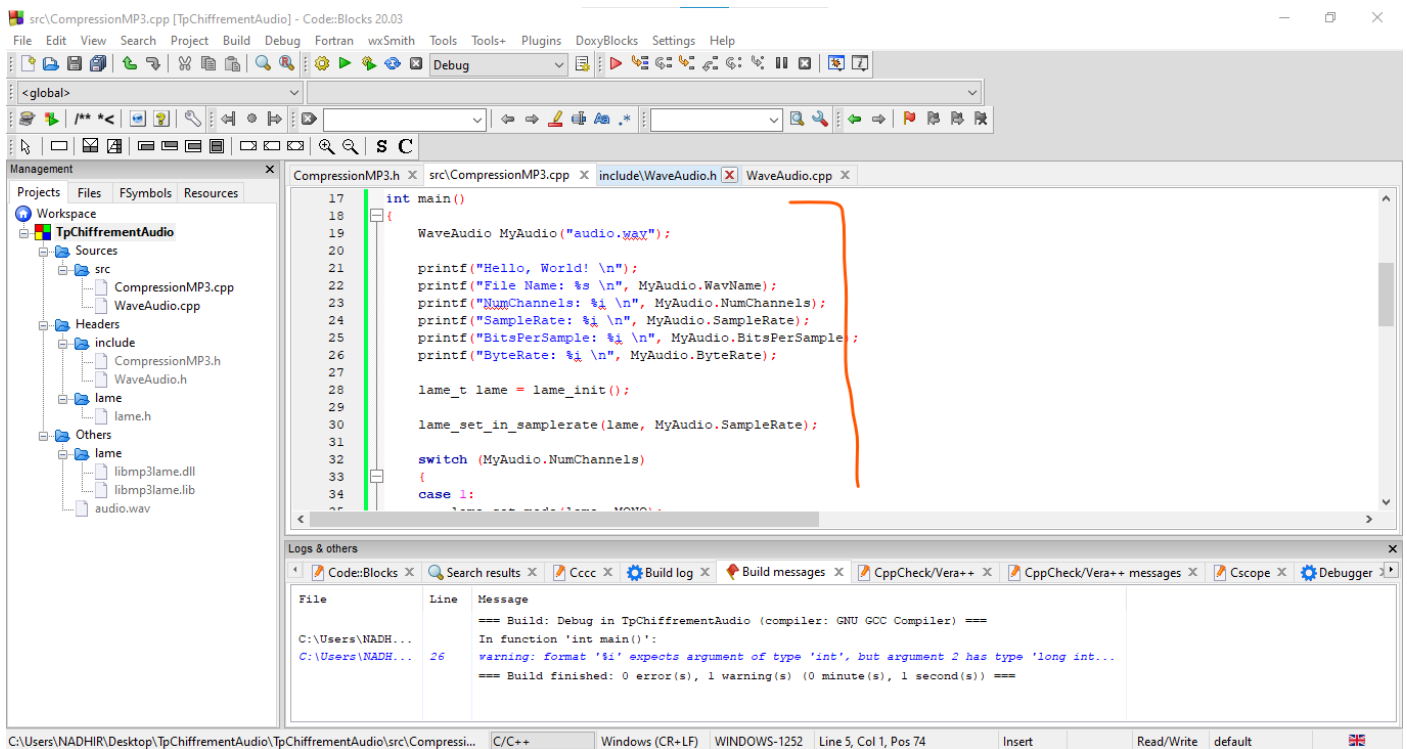 src\CompressionMP3.cpp [TpChiffrementAudio] - Code::Blocks 20.03
File Edit View Search Project Build Debug Fortran wxSmith Tools Tools+ Plugins DoxyBlocks Settings Help
Debug
<global>
/** *<
S C
Management
CompressionMP3.h src\CompressionMP3.cpp include\WaveAudio.h WaveAudio.cpp
Projects Files FSymbols Resources
Workspace
TpChiffrementAudio
Sources
src
CompressionMP3.cpp
WaveAudio.cpp
Headers
include
CompressionMP3.h
WaveAudio.h
lame
lame.h
Others
lame
libmp3lame.dll
libmp3lame.lib
audio.wav
17 int main()
18 {
19 WaveAudio MyAudio("audio.wav");
20
21 printf("Hello, World! \n");
22 printf("File Name: %s \n", MyAudio.WavName);
23 printf("NumChannels: %i \n", MyAudio.NumChannels);
24 printf("SampleRate: %i \n", MyAudio.SampleRate);
25 printf("BitsPerSample: %i \n", MyAudio.BitsPerSample);
26 printf("ByteRate: %i \n", MyAudio.ByteRate);
27
28 lame_t lame = lame_init();
29
30 lame_set_in_samplerate(lame, MyAudio.SampleRate);
31
32 switch (MyAudio.NumChannels)
33 {
34 case 1:
Logs & others
Code::Blocks Search results Cccc Build log Build messages CppCheck/Vera++ CppCheck/Vera++ messages Cscope Debugger
File Line Message
=== Build: Debug in TpChiffrementAudio (compiler: GNU GCC Compiler) ===
C:\Users\NADH... In function 'int main()':
C:\Users\NADH... 26 warning: format '%i' expects argument of type 'int', but argument 2 has type 'long int...
=== Build finished: 0 error(s), 1 warning(s) (0 minute(s), 1 second(s)) ===
C:\Users\NADHIR\Desktop\TpChiffrementAudio\TpChiffrementAudio\src\Compressi... C/C++ Windows (CR+LF) WINDOWS-1252 Line 5, Col 1, Pos 74 Insert Read/Write default